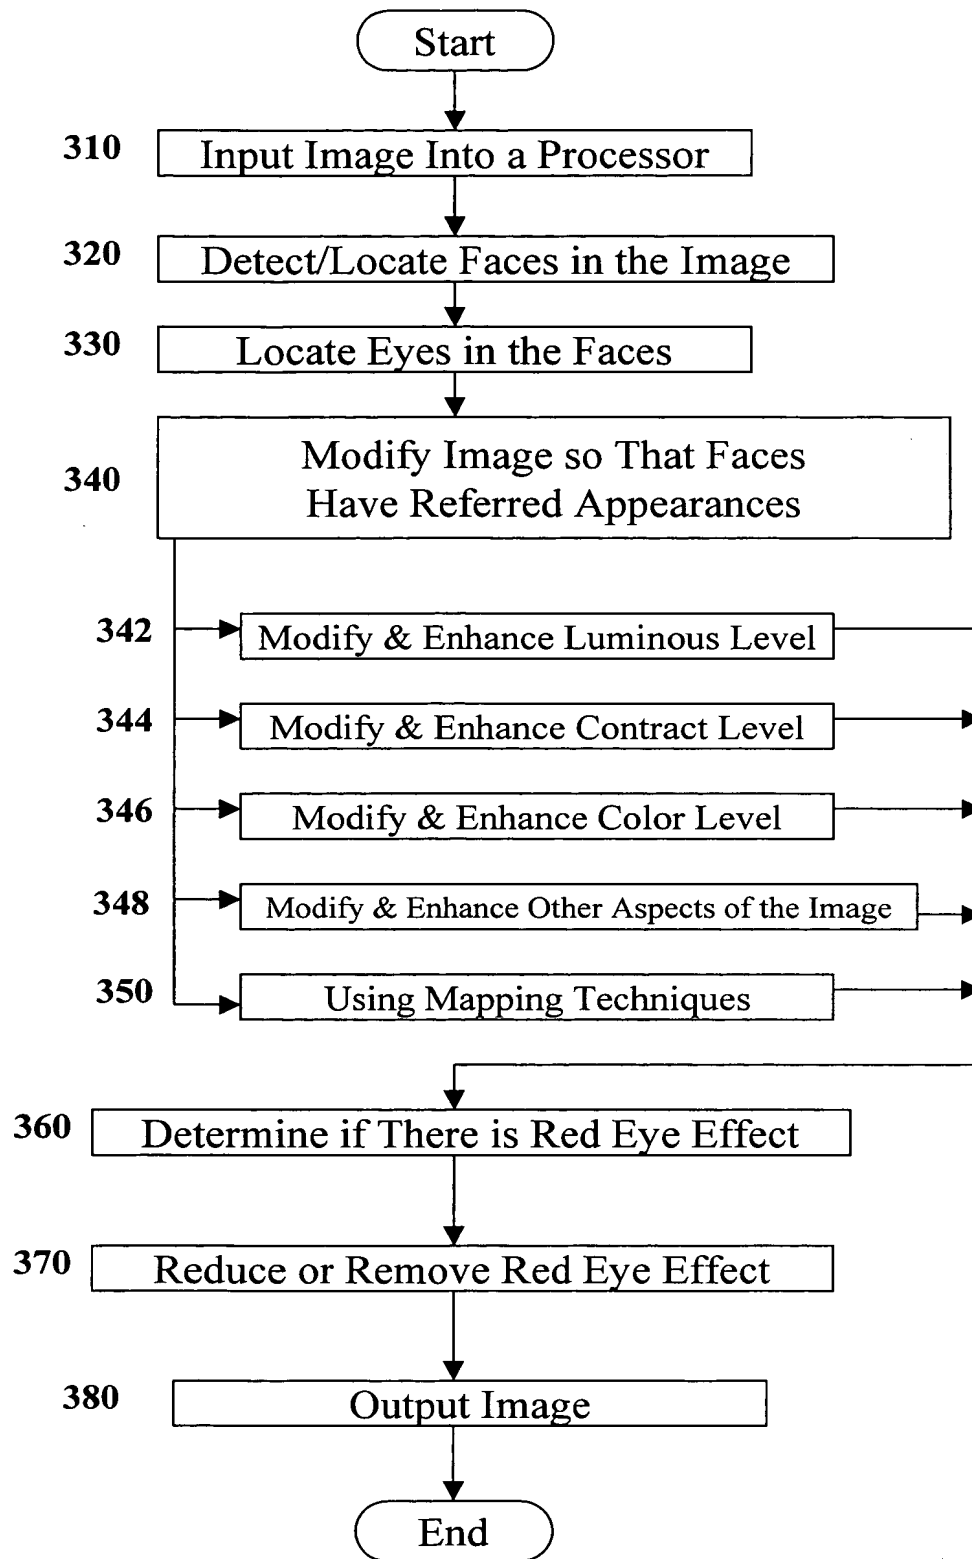 Start
310 Input Image Into a Processor
320 Detect/Locate Faces in the Image
330 Locate Eyes in the Faces
340 Modify Image so That Faces
Have Referred Appearances
342 Modify & Enhance Luminous Level
344 Modify & Enhance Contract Level
346 Modify & Enhance Color Level
348 Modify & Enhance Other Aspects of the Image
350 Using Mapping Techniques
360 Determine if There is Red Eye Effect
370 Reduce or Remove Red Eye Effect
380 Output Image
End